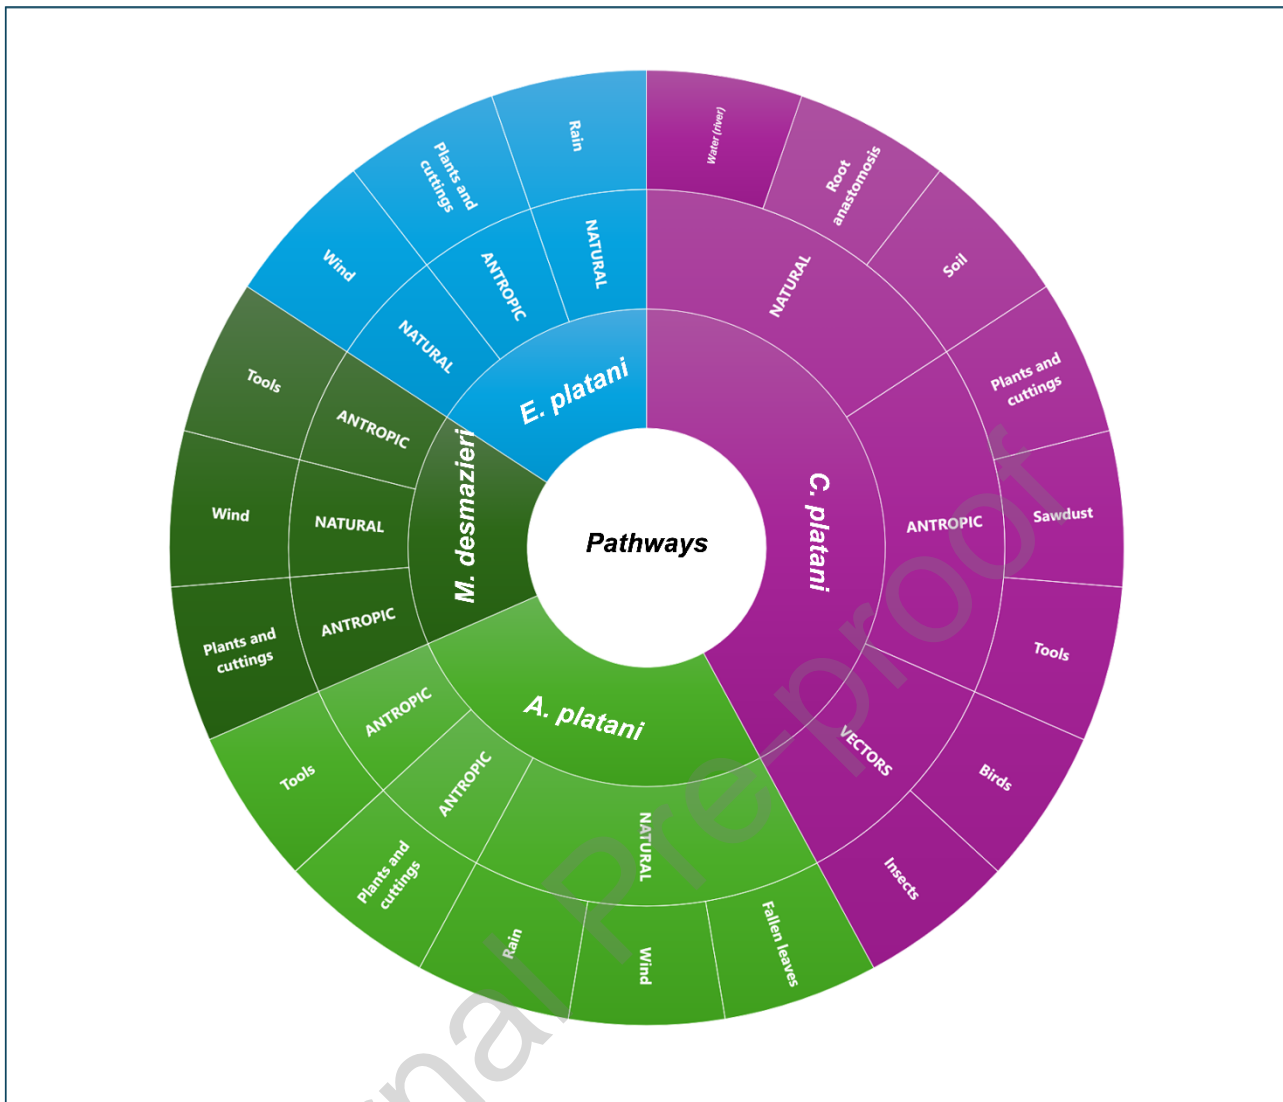 Pathways
C. platani
NATURAL
Water (river)
Root
anastomosis
Soil
ANTROPIC
Plants and
cuttings
Sawdust
Tools
VECTORS
Birds
Insects
A. platani
NATURAL
Fallen leaves
Wind
Rain
ANTROPIC
Plants and
cuttings
ANTROPIC
Tools
M. desmazieri
ANTROPIC
Plants and
cuttings
NATURAL
Wind
ANTROPIC
Tools
E. platani
NATURAL
Wind
ANTROPIC
Plants and
cuttings
NATURAL
Rain
rnal Pre-proof